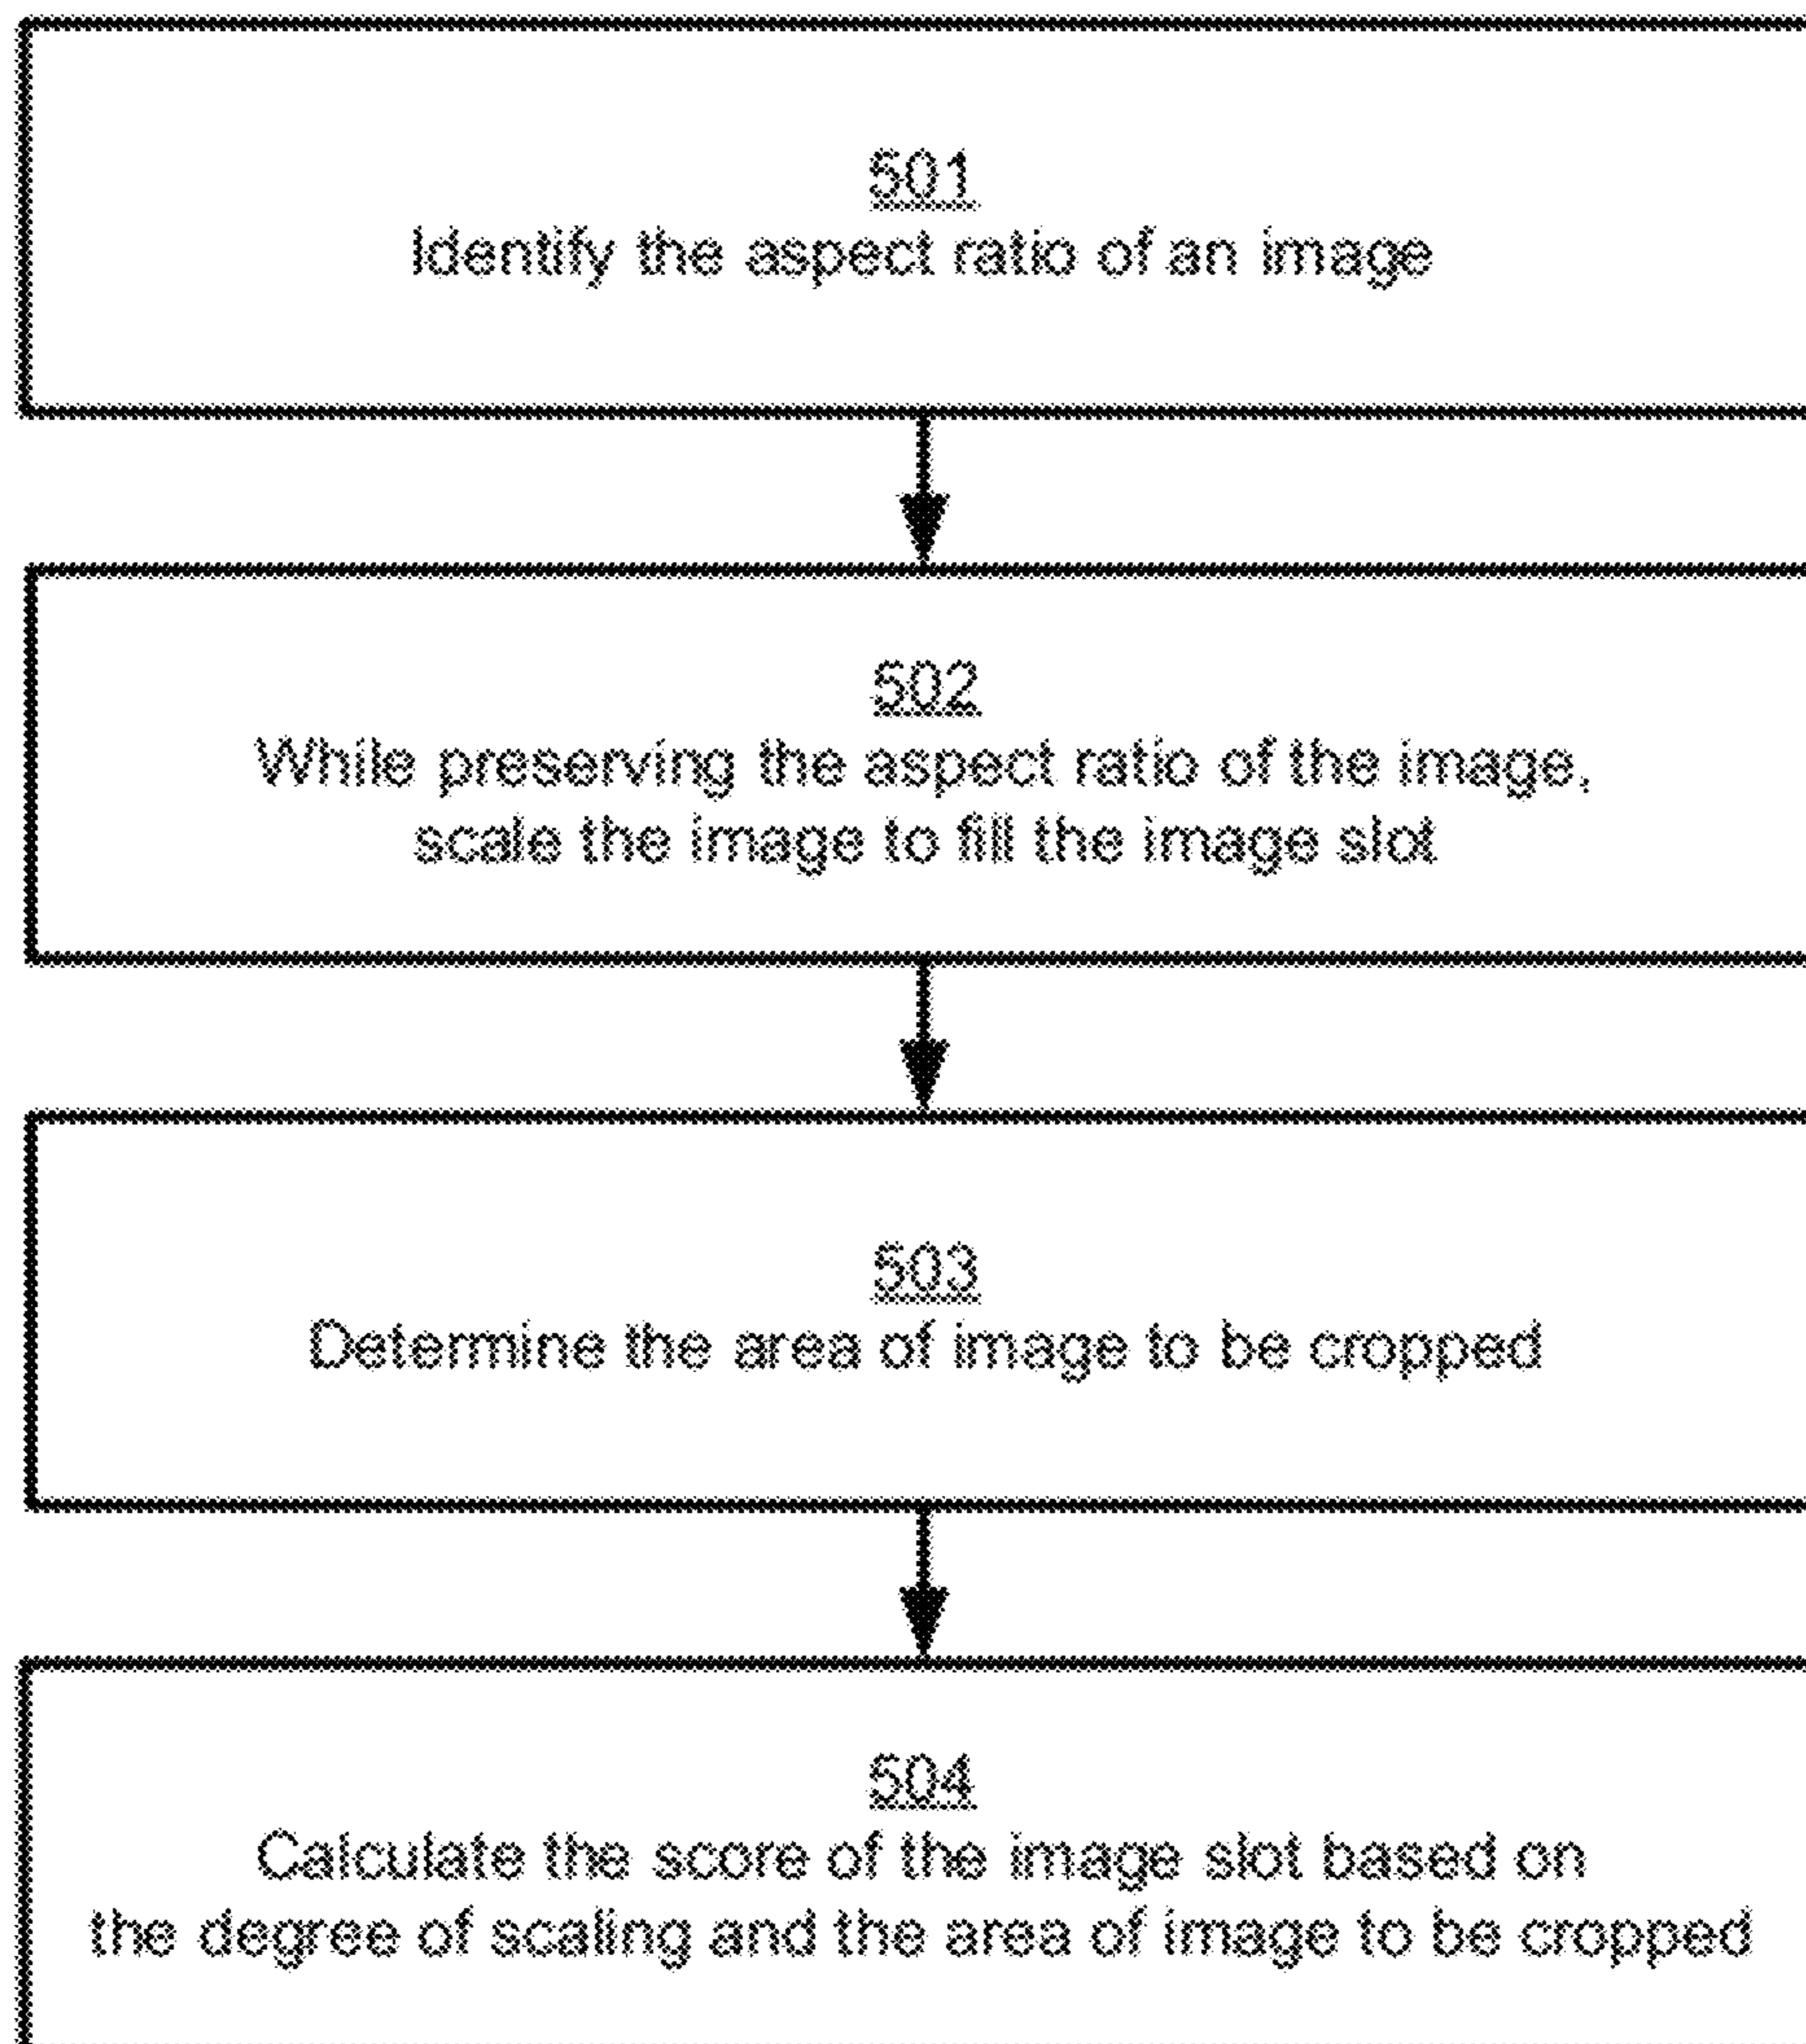 501
Identify the aspect ratio of an image
502
While preserving the aspect ratio of the image,
scale the image to fill the image slot
503
Determine the area of image to be cropped
504
Calculate the score of the image slot based on
the degree of scaling and the area of image to be cropped